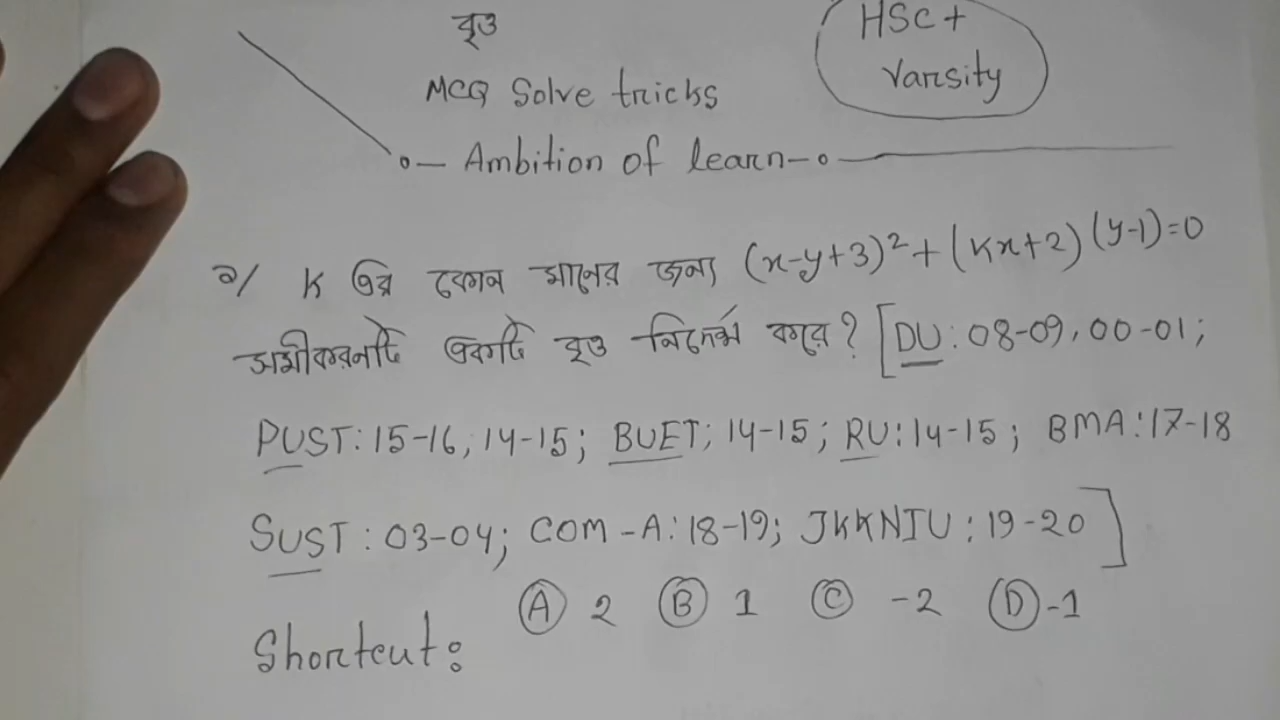 বৃত্ত
HSC+
Varsity
MCQ Solve tricks
Ambition of learn
৯/ K এর কোন মানের জন্য (x-y+3)² + (Kx+2) (y-1)=0
সমীকরনটি একটি বৃত্ত নির্দেশ করে? [DU: 08-09, 00-01;
PUST: 15-16, 14-15; BUET; 14-15; RU: 14-15; BMA: 17-18
SUST: 03-04; COM-A: 18-19; JKKNIU: 19-20]
Ⓐ 2 Ⓑ 1 Ⓒ -2 Ⓓ -1
Shortcut: